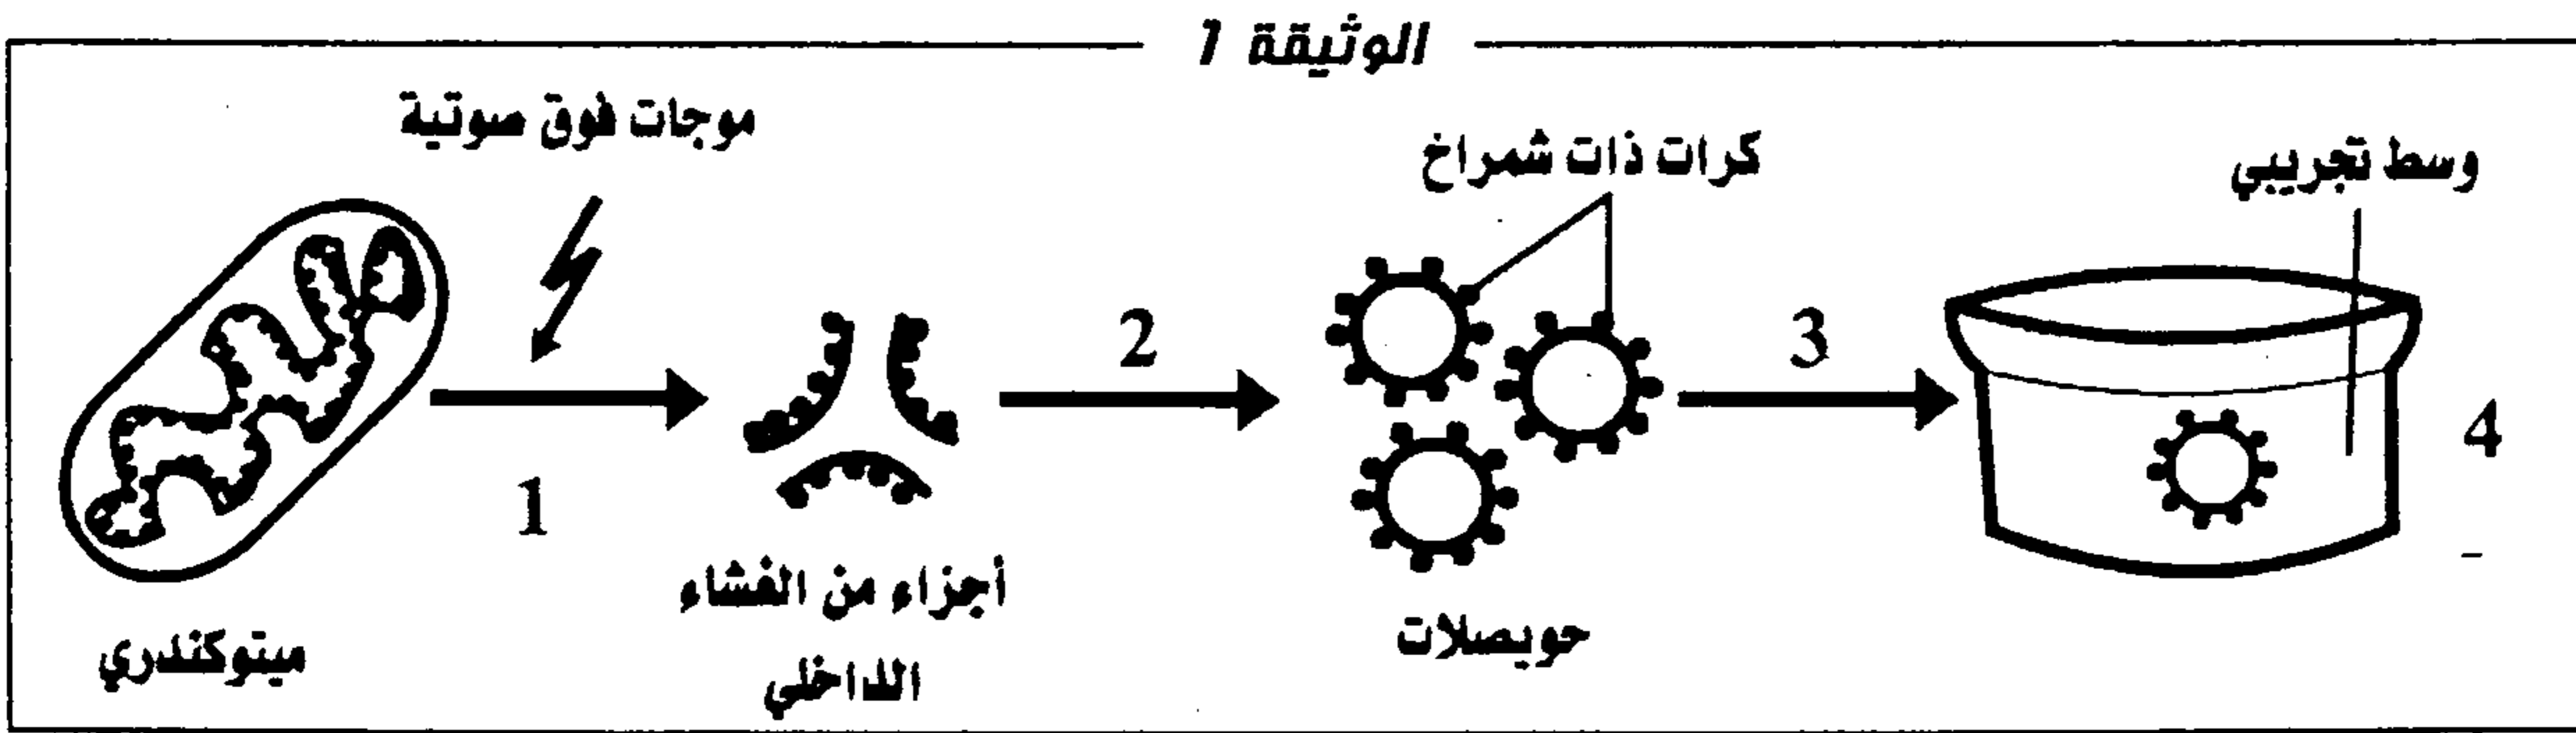 الوثيقة 1
موجات فوق صوتية
كرات ذات شمراخ
وسط تجريبي
1
2
3
4
ميتوكندري
أجزاء من الغشاء
الداخلي
حويصلات